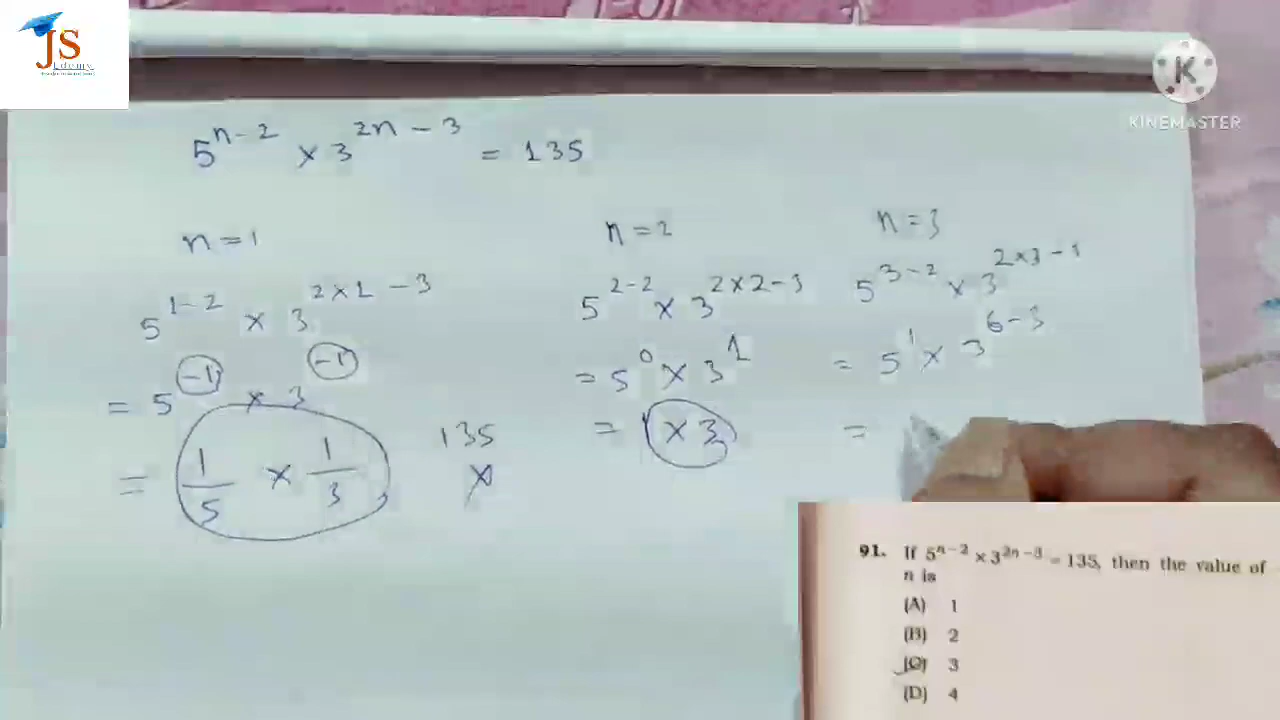 JS
KINEMASTER
5^{n-2} × 3^{2n-3} = 135
n=1
5^{1-2} × 3^{2×1-3}
= 5^{-1} × 3^{-1}
= 1/5 × 1/3
135
×
n=2
5^{2-2} × 3^{2×2-3}
= 5^0 × 3^1
= 1×3
n=3
5^{3-2} × 3^{2×3-3}
= 5^1 × 3^{6-3}
=
91. If 5^{n-2} × 3^{2n-3} = 135, then the value of
n is
(A) 1
(B) 2
(C) 3
(D) 4